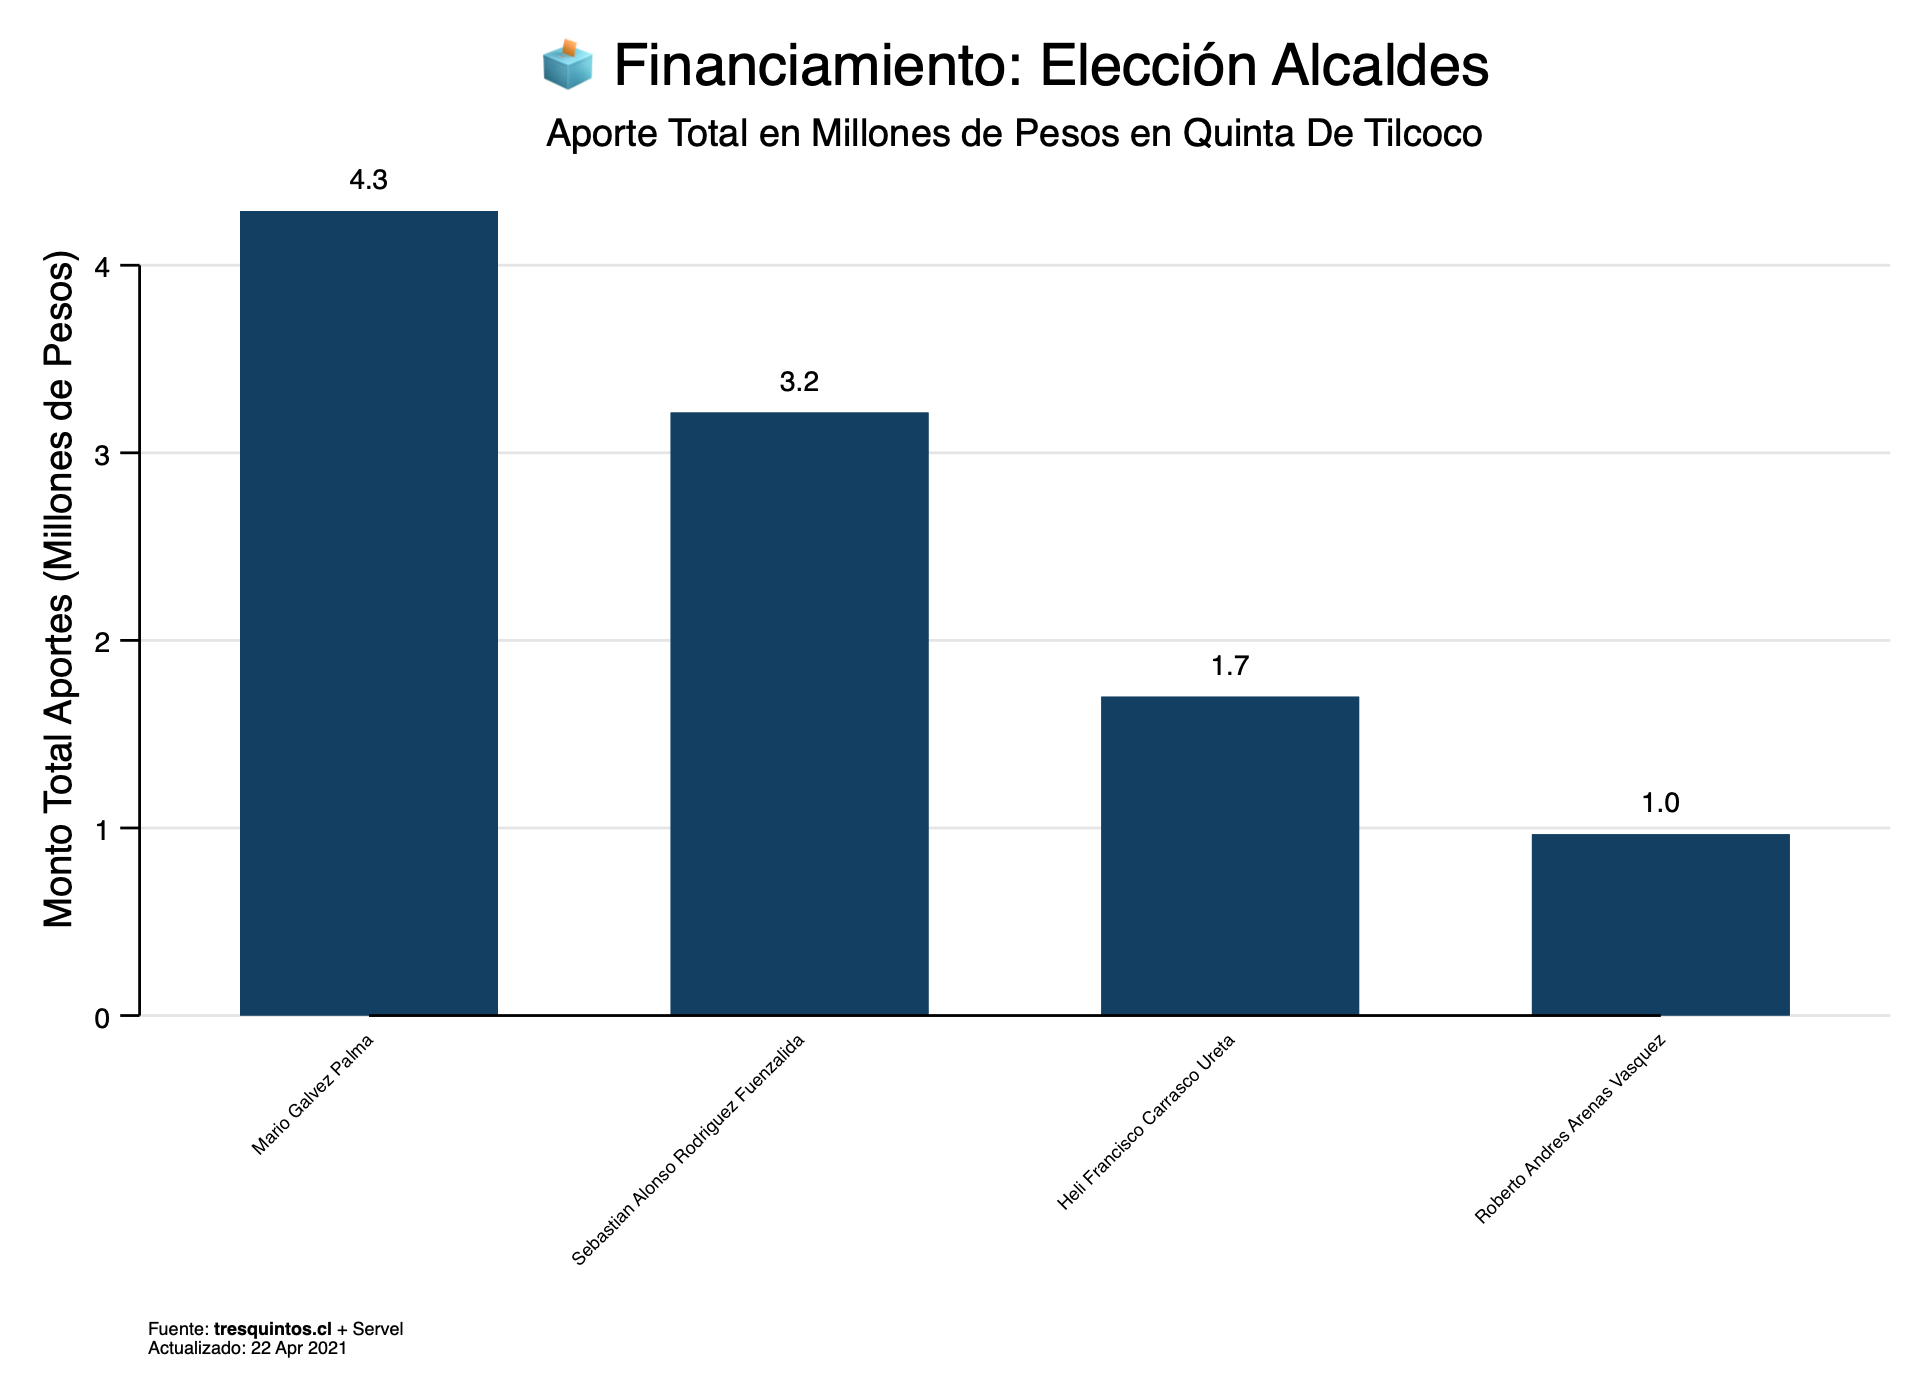 Financiamiento: Elección Alcaldes
Aporte Total en Millones de Pesos en Quinta De Tilcoco
Monto Total Aportes (Millones de Pesos)
4
3
2
1
0
4.3
3.2
1.7
1.0
Mario Galvez Palma
Sebastian Alonso Rodriguez Fuenzalida
Heli Francisco Carrasco Ureta
Roberto Andres Arenas Vasquez
Fuente: tresquintos.cl + Servel
Actualizado: 22 Apr 2021